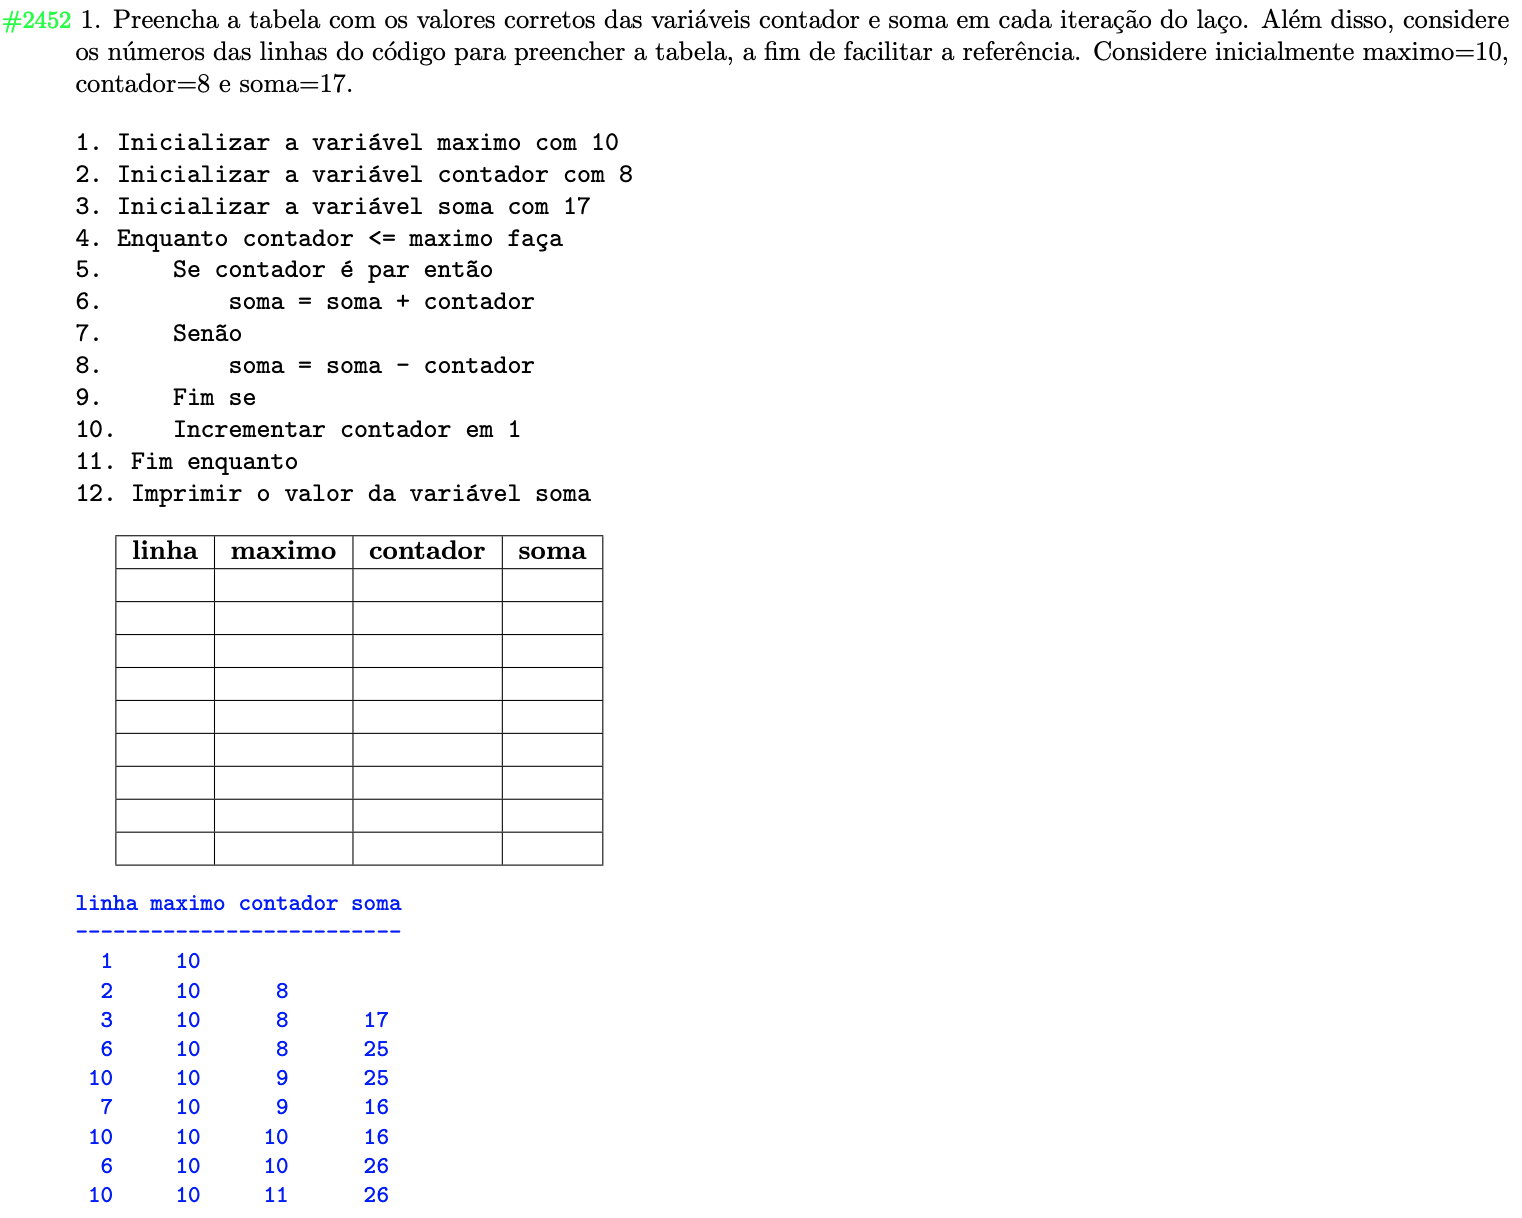 #2452 1. Preencha a tabela com os valores corretos das variáveis contador e soma em cada iteração do laço. Além disso, considere
os números das linhas do código para preencher a tabela, a fim de facilitar a referência. Considere inicialmente maximo=10,
contador=8 e soma=17.
1. Inicializar a variável maximo com 10
2. Inicializar a variável contador com 8
3. Inicializar a variável soma com 17
4. Enquanto contador <= maximo faça
5. Se contador é par então
6. soma = soma + contador
7. Senão
8. soma = soma - contador
9. Fim se
10. Incrementar contador em 1
11. Fim enquanto
12. Imprimir o valor da variável soma
linha maximo contador soma
linha maximo contador soma
--------------------------
1 10
2 10 8
3 10 8 17
6 10 8 25
10 10 9 25
7 10 9 16
10 10 10 16
6 10 10 26
10 10 11 26